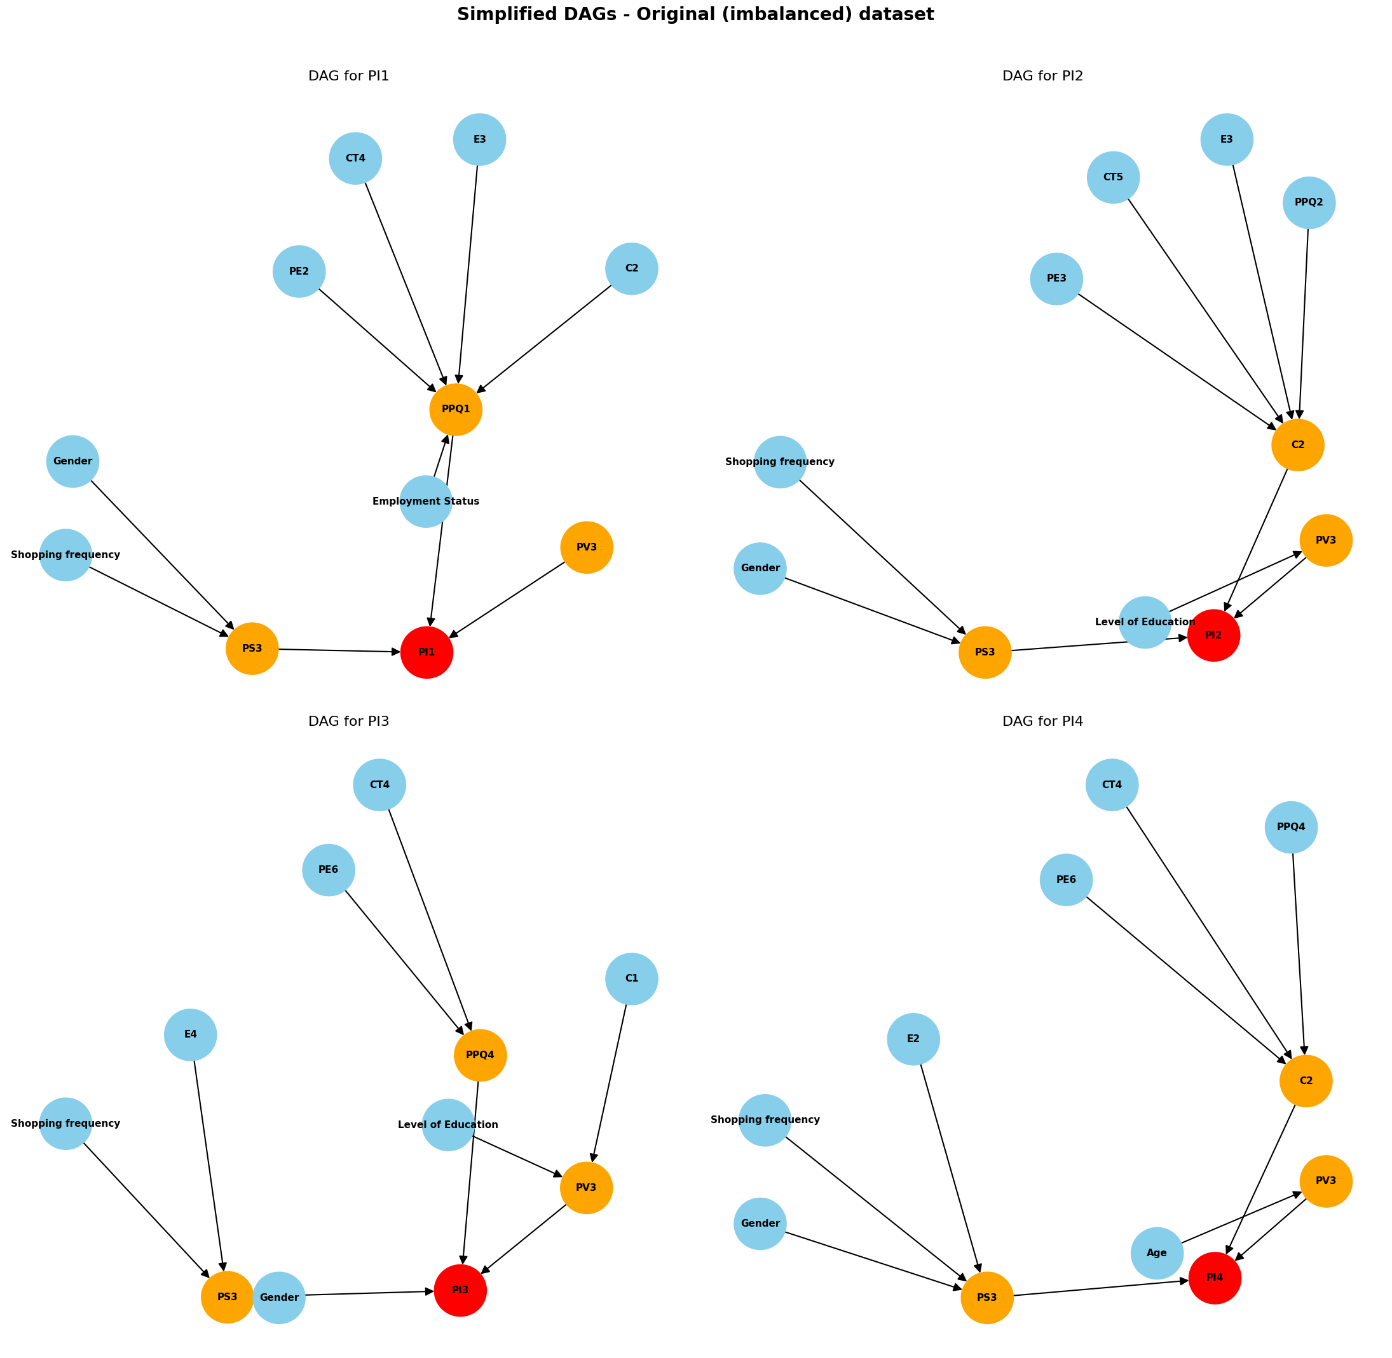 Simplified DAGs - Original (imbalanced) dataset
DAG for PI1
E3
CT4
C2
PE2
PPQ1
Gender
Employment Status
PV3
Shopping frequency
PS3
PI1
DAG for PI2
E3
CT5
PPQ2
PE3
C2
Shopping frequency
PV3
Gender
Level of Education
PI2
PS3
DAG for PI3
CT4
PE6
C1
E4
PPQ4
Shopping frequency
Level of Education
PV3
PI3
PS3
Gender
DAG for PI4
CT4
PPQ4
PE6
E2
C2
Shopping frequency
PV3
Gender
Age
PI4
PS3